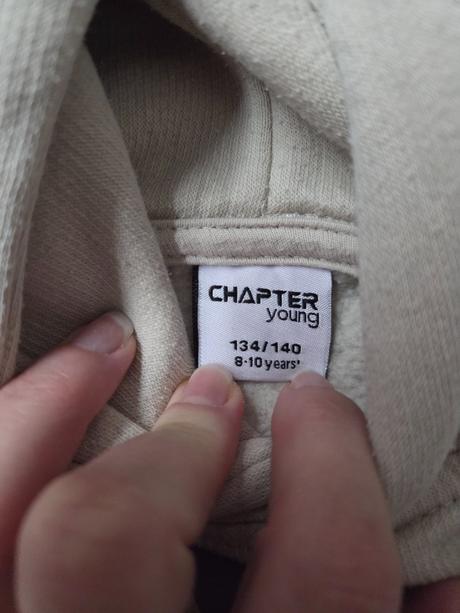 CHAPTER
young
134/140
8-10 years'